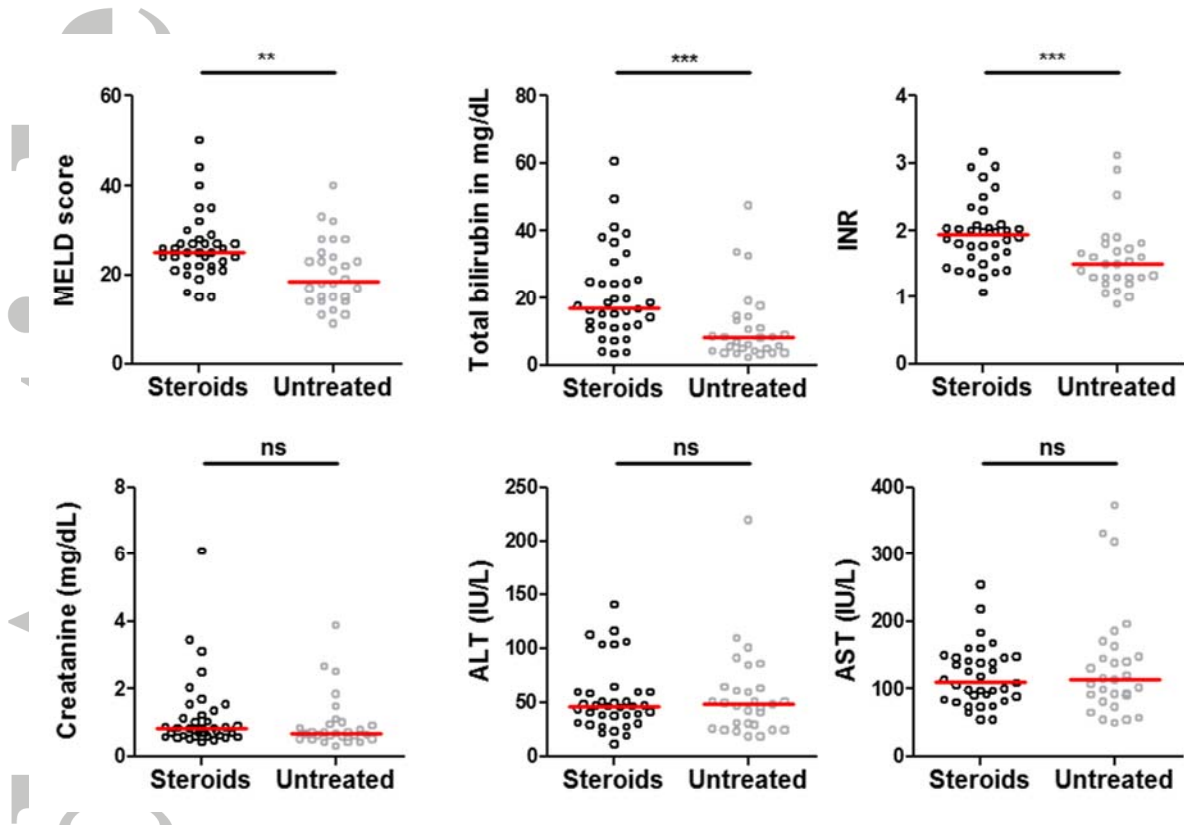 ** *** ***
MELD score
60
40
20
0
Steroids Untreated
Total bilirubin in mg/dL
80
60
40
20
0
Steroids Untreated
INR
4
3
2
1
0
Steroids Untreated
ns ns ns
Creatanine (mg/dL)
8
6
4
2
0
Steroids Untreated
ALT (IU/L)
250
200
150
100
50
0
Steroids Untreated
AST (IU/L)
400
300
200
100
0
Steroids Untreated